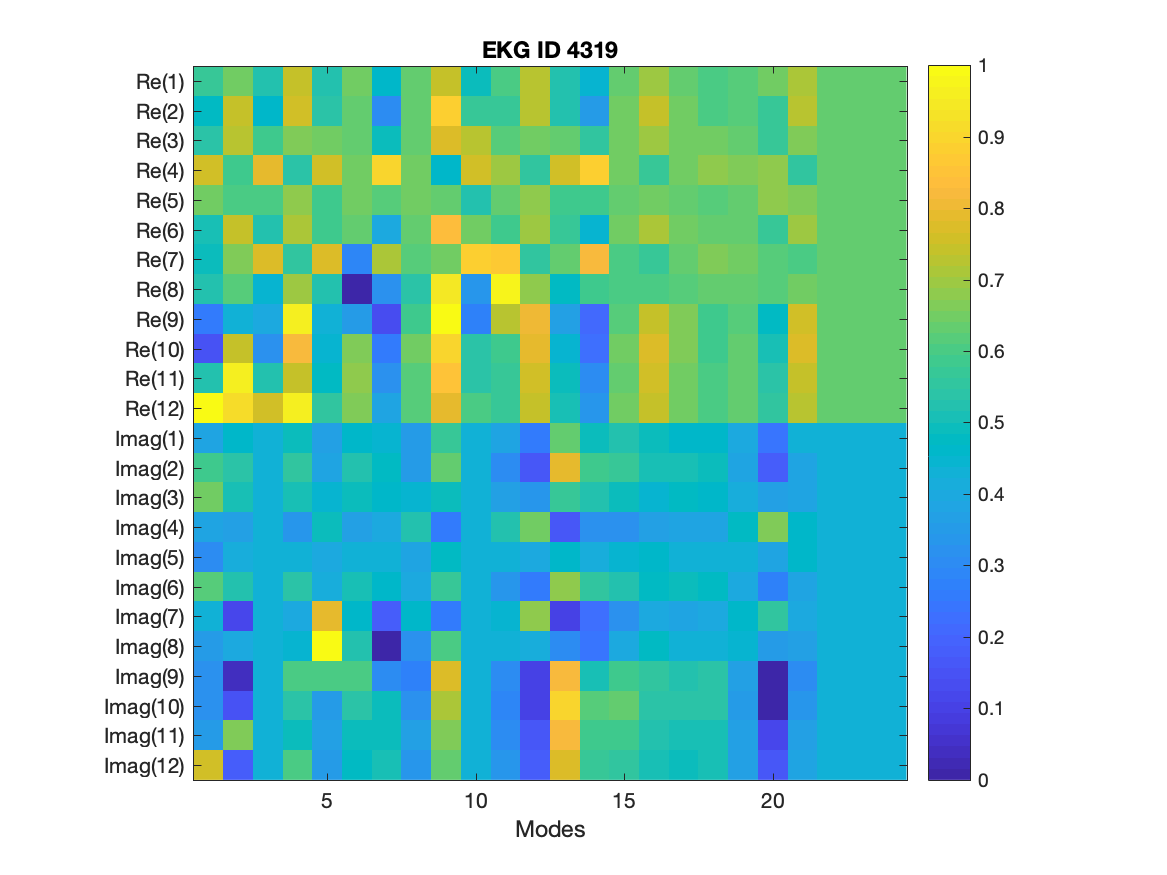 EKG ID 4319
Re(1)
Re(2)
Re(3)
Re(4)
Re(5)
Re(6)
Re(7)
Re(8)
Re(9)
Re(10)
Re(11)
Re(12)
Imag(1)
Imag(2)
Imag(3)
Imag(4)
Imag(5)
Imag(6)
Imag(7)
Imag(8)
Imag(9)
Imag(10)
Imag(11)
Imag(12)
5 10 15 20
Modes
1
0.9
0.8
0.7
0.6
0.5
0.4
0.3
0.2
0.1
0